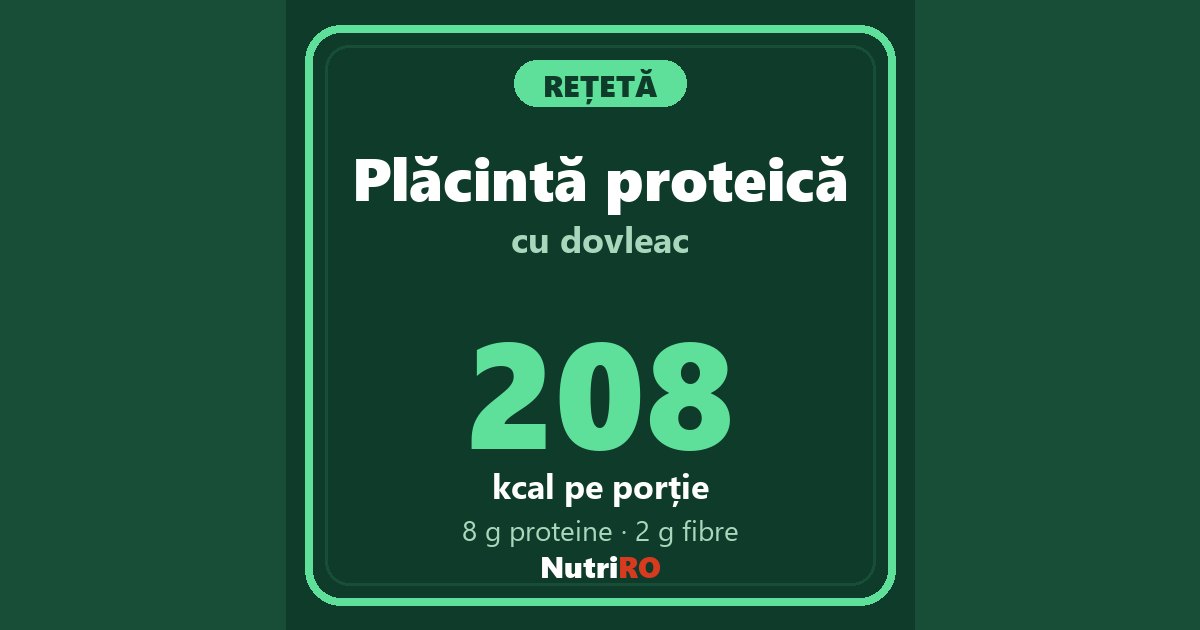 REȚETĂ
Plăcintă proteică
cu dovleac
208
kcal pe porție
8 g proteine · 2 g fibre
NutriRO